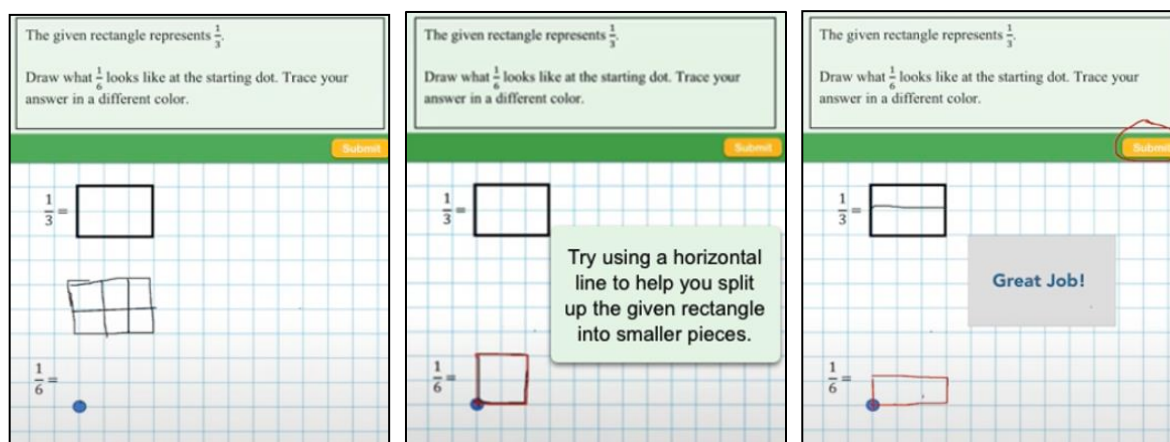 The given rectangle represents 1/3.
Draw what 1/6 looks like at the starting dot. Trace your
answer in a different color.
Submit
1/3 =
1/6 =
The given rectangle represents 1/3.
Draw what 1/6 looks like at the starting dot. Trace your
answer in a different color.
Submit
1/3 =
Try using a horizontal
line to help you split
up the given rectangle
into smaller pieces.
1/6 =
The given rectangle represents 1/3.
Draw what 1/6 looks like at the starting dot. Trace your
answer in a different color.
Submit
1/3 =
Great Job!
1/6 =